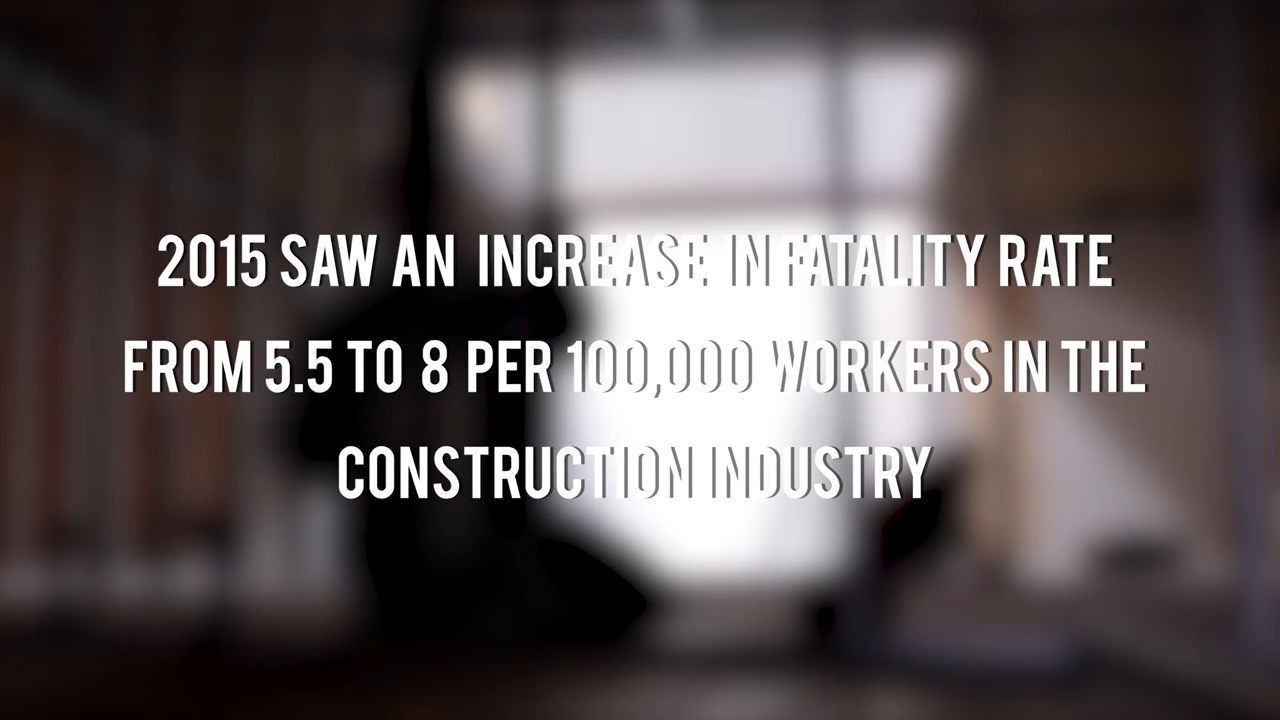 2015 SAW AN INCREASE IN FATALITY RATE
FROM 5.5 TO 8 PER 100,000 WORKERS IN THE
CONSTRUCTION INDUSTRY